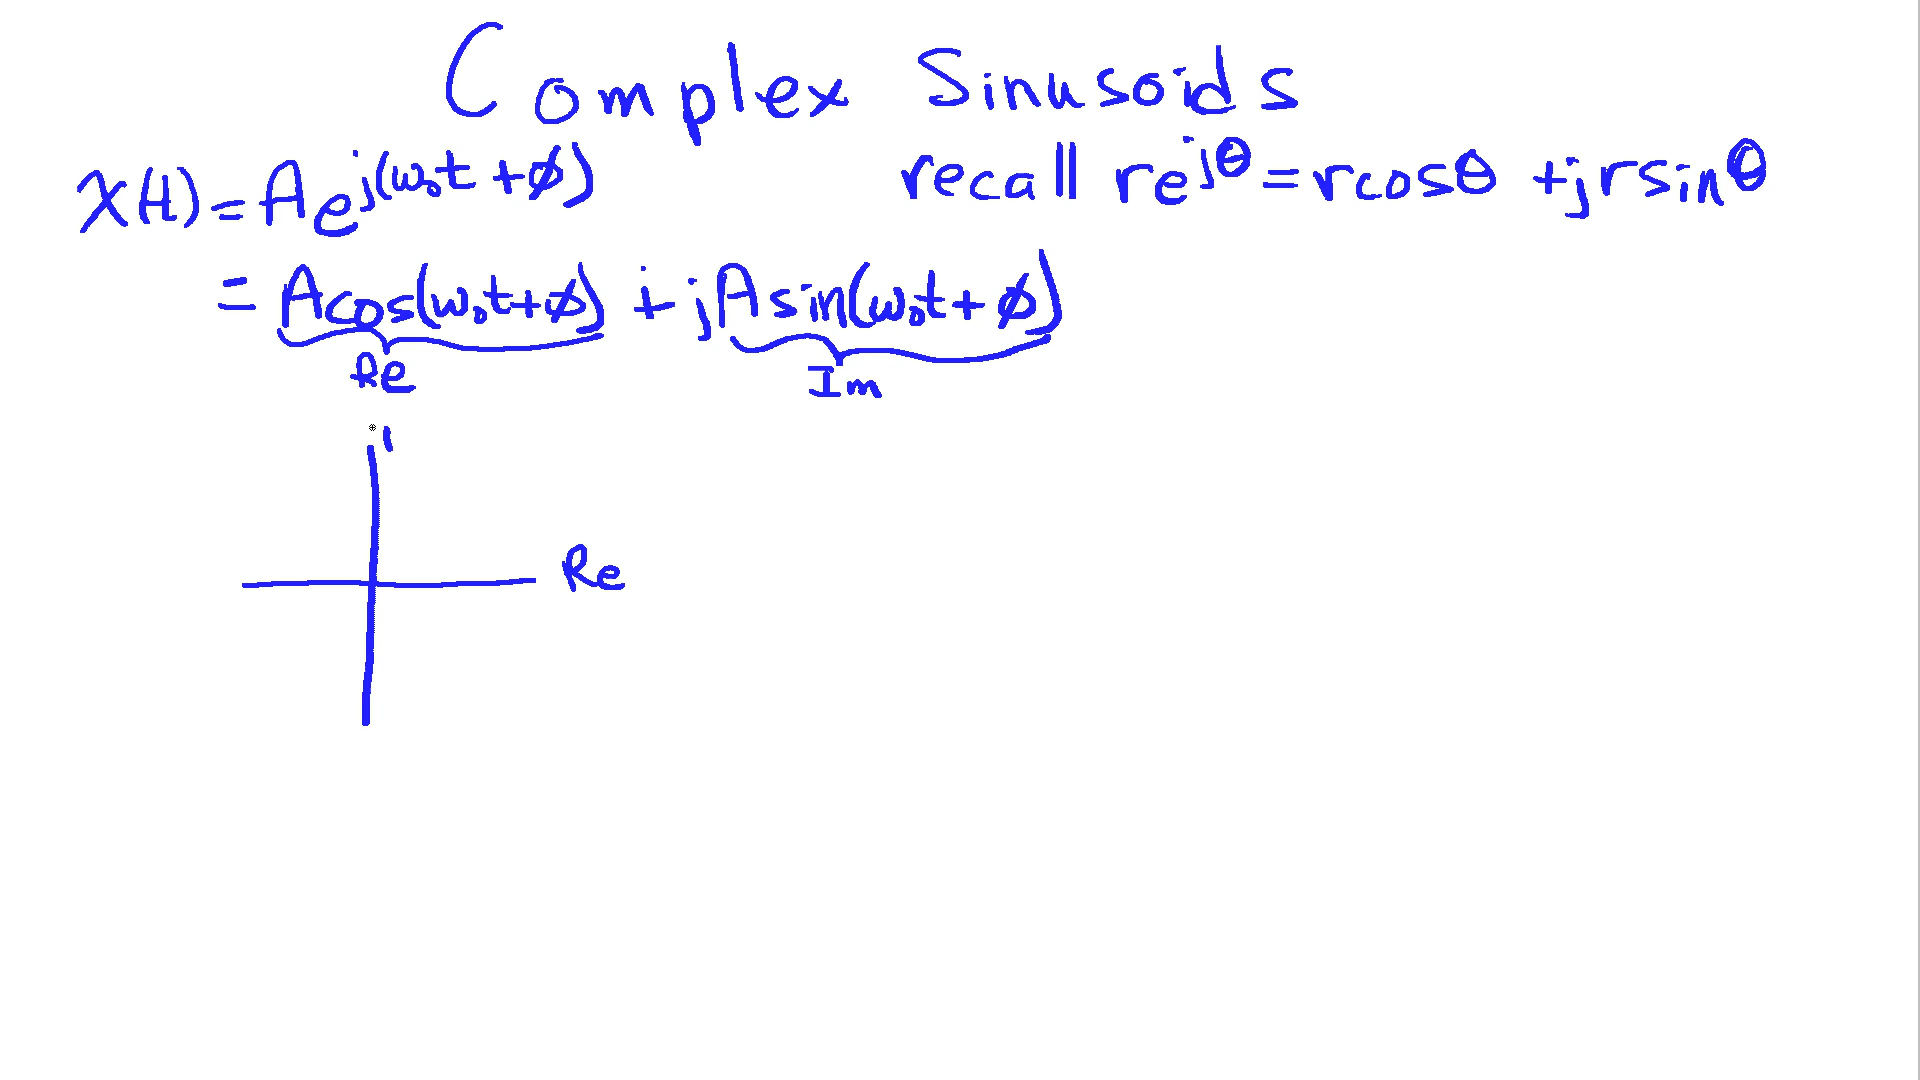 Complex Sinusoids
x(t) = Ae^j(ω₀t + φ) recall re^jθ = rcosθ + jrsinθ
= Acos(ω₀t + φ) + jAsin(ω₀t + φ)
Re Im
Re